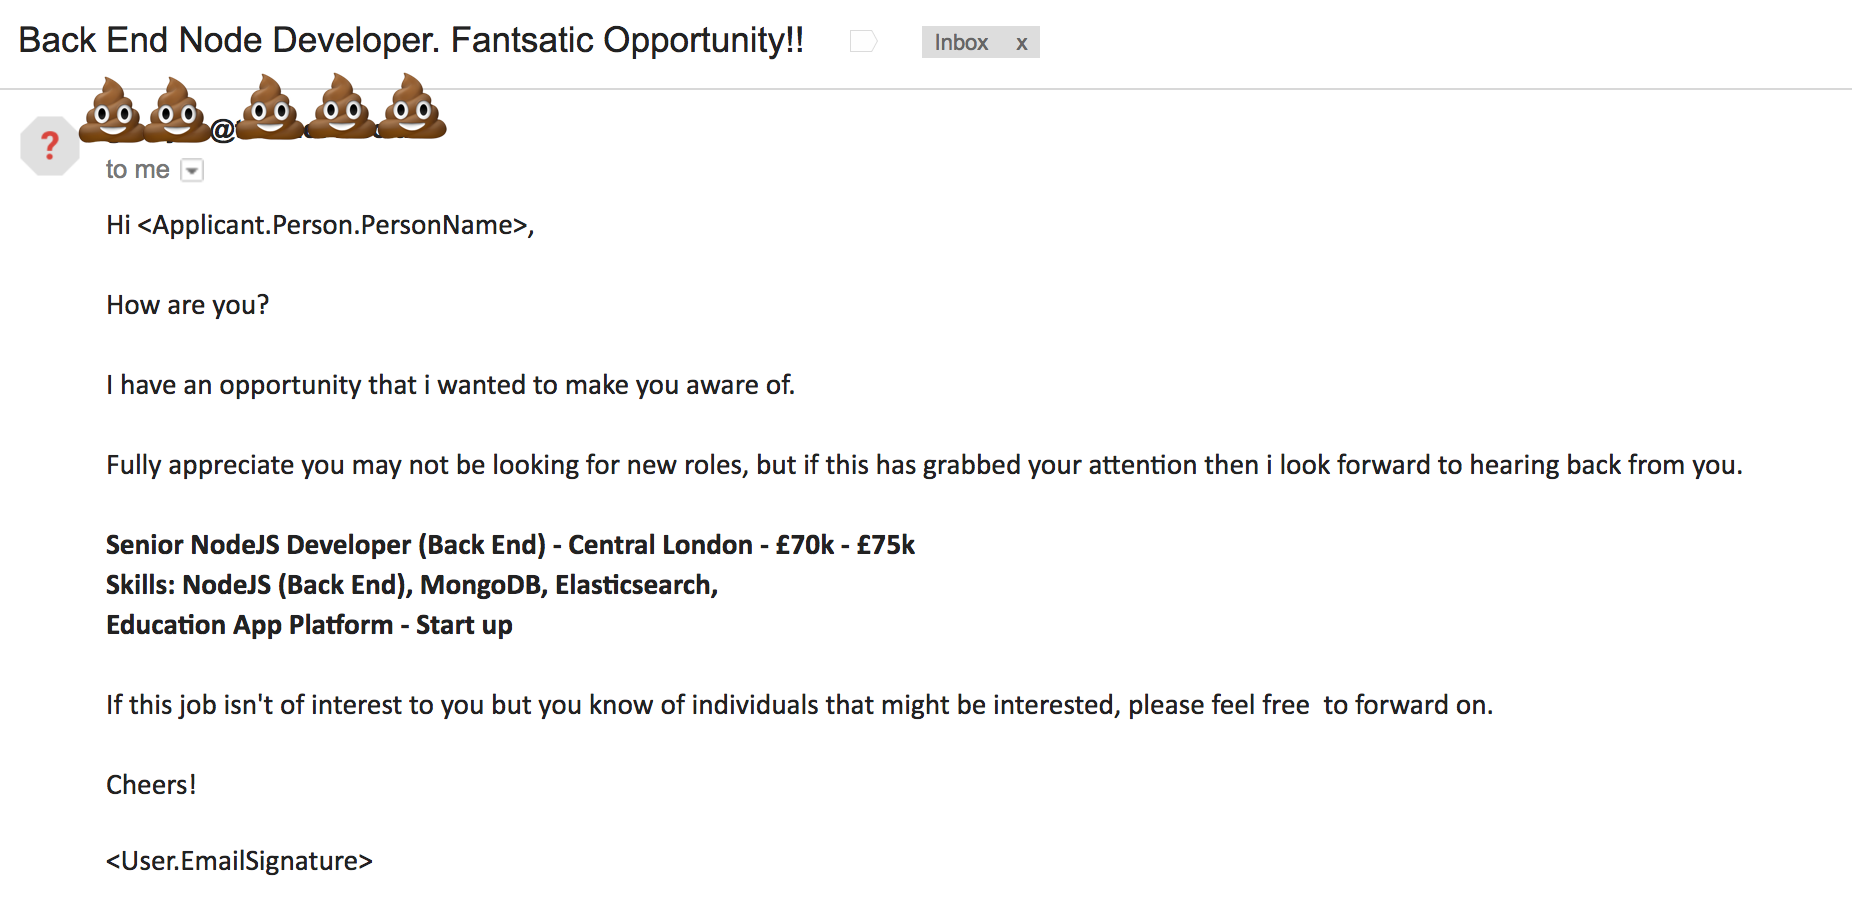 Back End Node Developer. Fantsatic Opportunity!!
Inbox x
@
?
to me
Hi <Applicant.Person.PersonName>,
How are you?
I have an opportunity that i wanted to make you aware of.
Fully appreciate you may not be looking for new roles, but if this has grabbed your attention then i look forward to hearing back from you.
Senior NodeJS Developer (Back End) - Central London - £70k - £75k
Skills: NodeJS (Back End), MongoDB, Elasticsearch,
Education App Platform - Start up
If this job isn't of interest to you but you know of individuals that might be interested, please feel free  to forward on.
Cheers!
<User.EmailSignature>